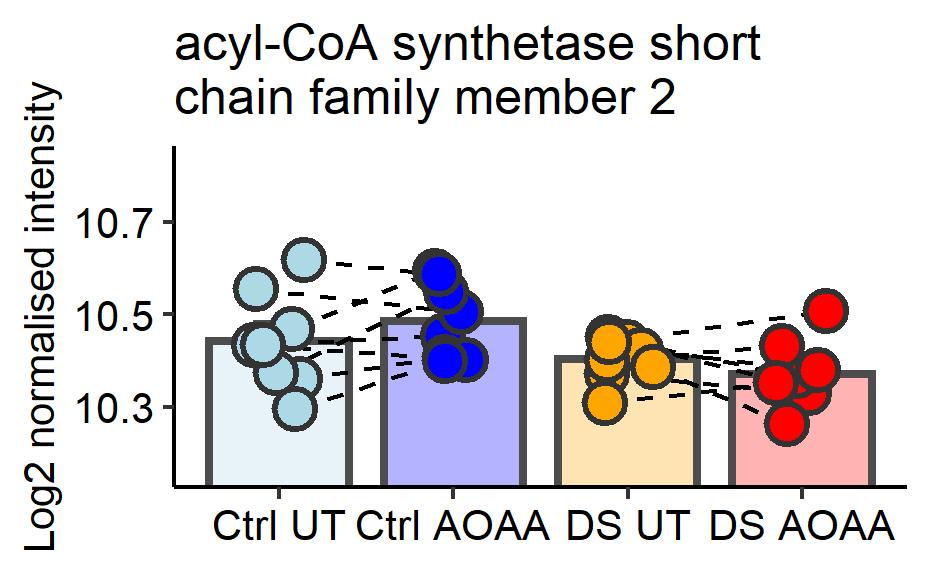 acyl-CoA synthetase short
chain family member 2
Log2 normalised intensity
10.7
10.5
10.3
Ctrl UT
Ctrl AOAA
DS UT
DS AOAA